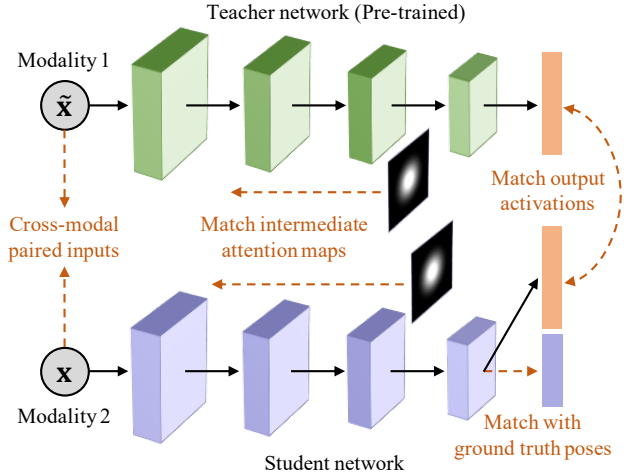 Teacher network (Pre-trained)
Modality 1
x̃
Match output
activations
Cross-modal
paired inputs
Match intermediate
attention maps
x
Modality 2
Match with
ground truth poses
Student network